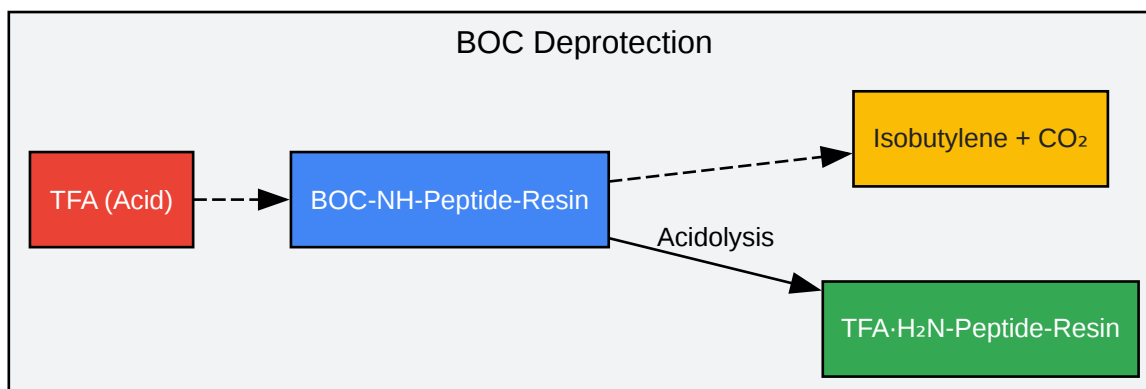 BOC Deprotection
TFA (Acid)
BOC-NH-Peptide-Resin
Isobutylene + CO₂
Acidolysis
TFA·H₂N-Peptide-Resin